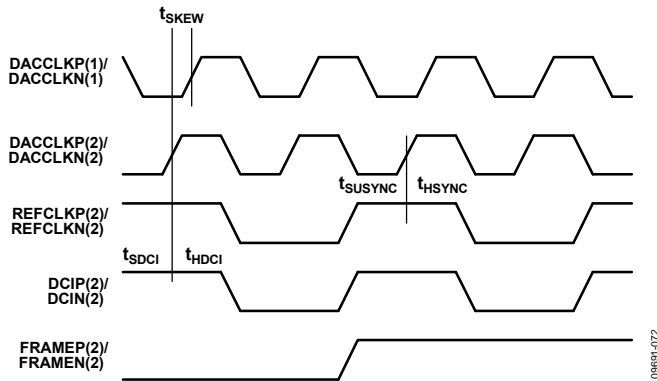 tSKEW
DACCLKP(1)/
DACCLKN(1)
DACCLKP(2)/
DACCLKN(2)
tSUSYNC
tHSYNC
REFCLKP(2)/
REFCLKN(2)
tSDCI
tHDCI
DCIP(2)/
DCIN(2)
FRAMEP(2)/
FRAMEN(2)
09691-072